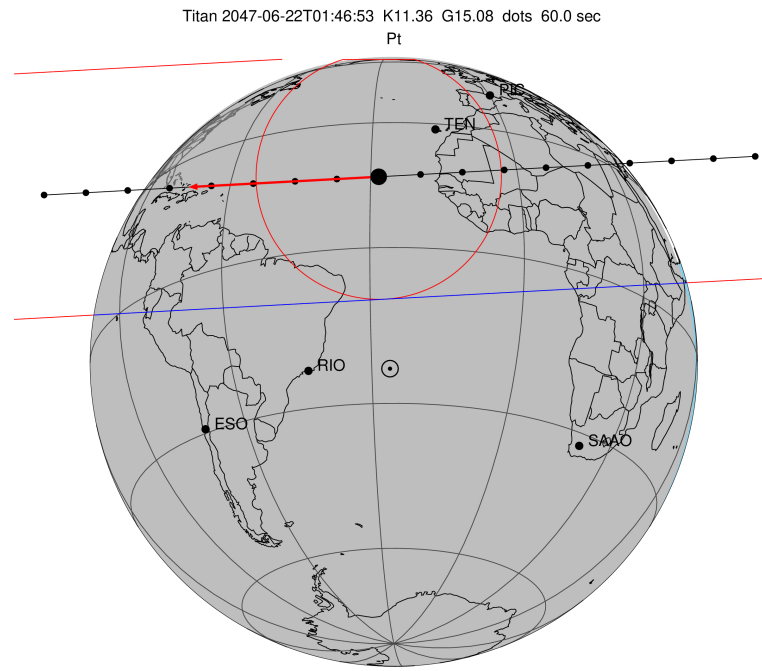 Titan 2047-06-22T01:46:53 K11.36 G15.08 dots 60.0 sec
Pt
PIC
TEN
RIO
ESO
SAAO